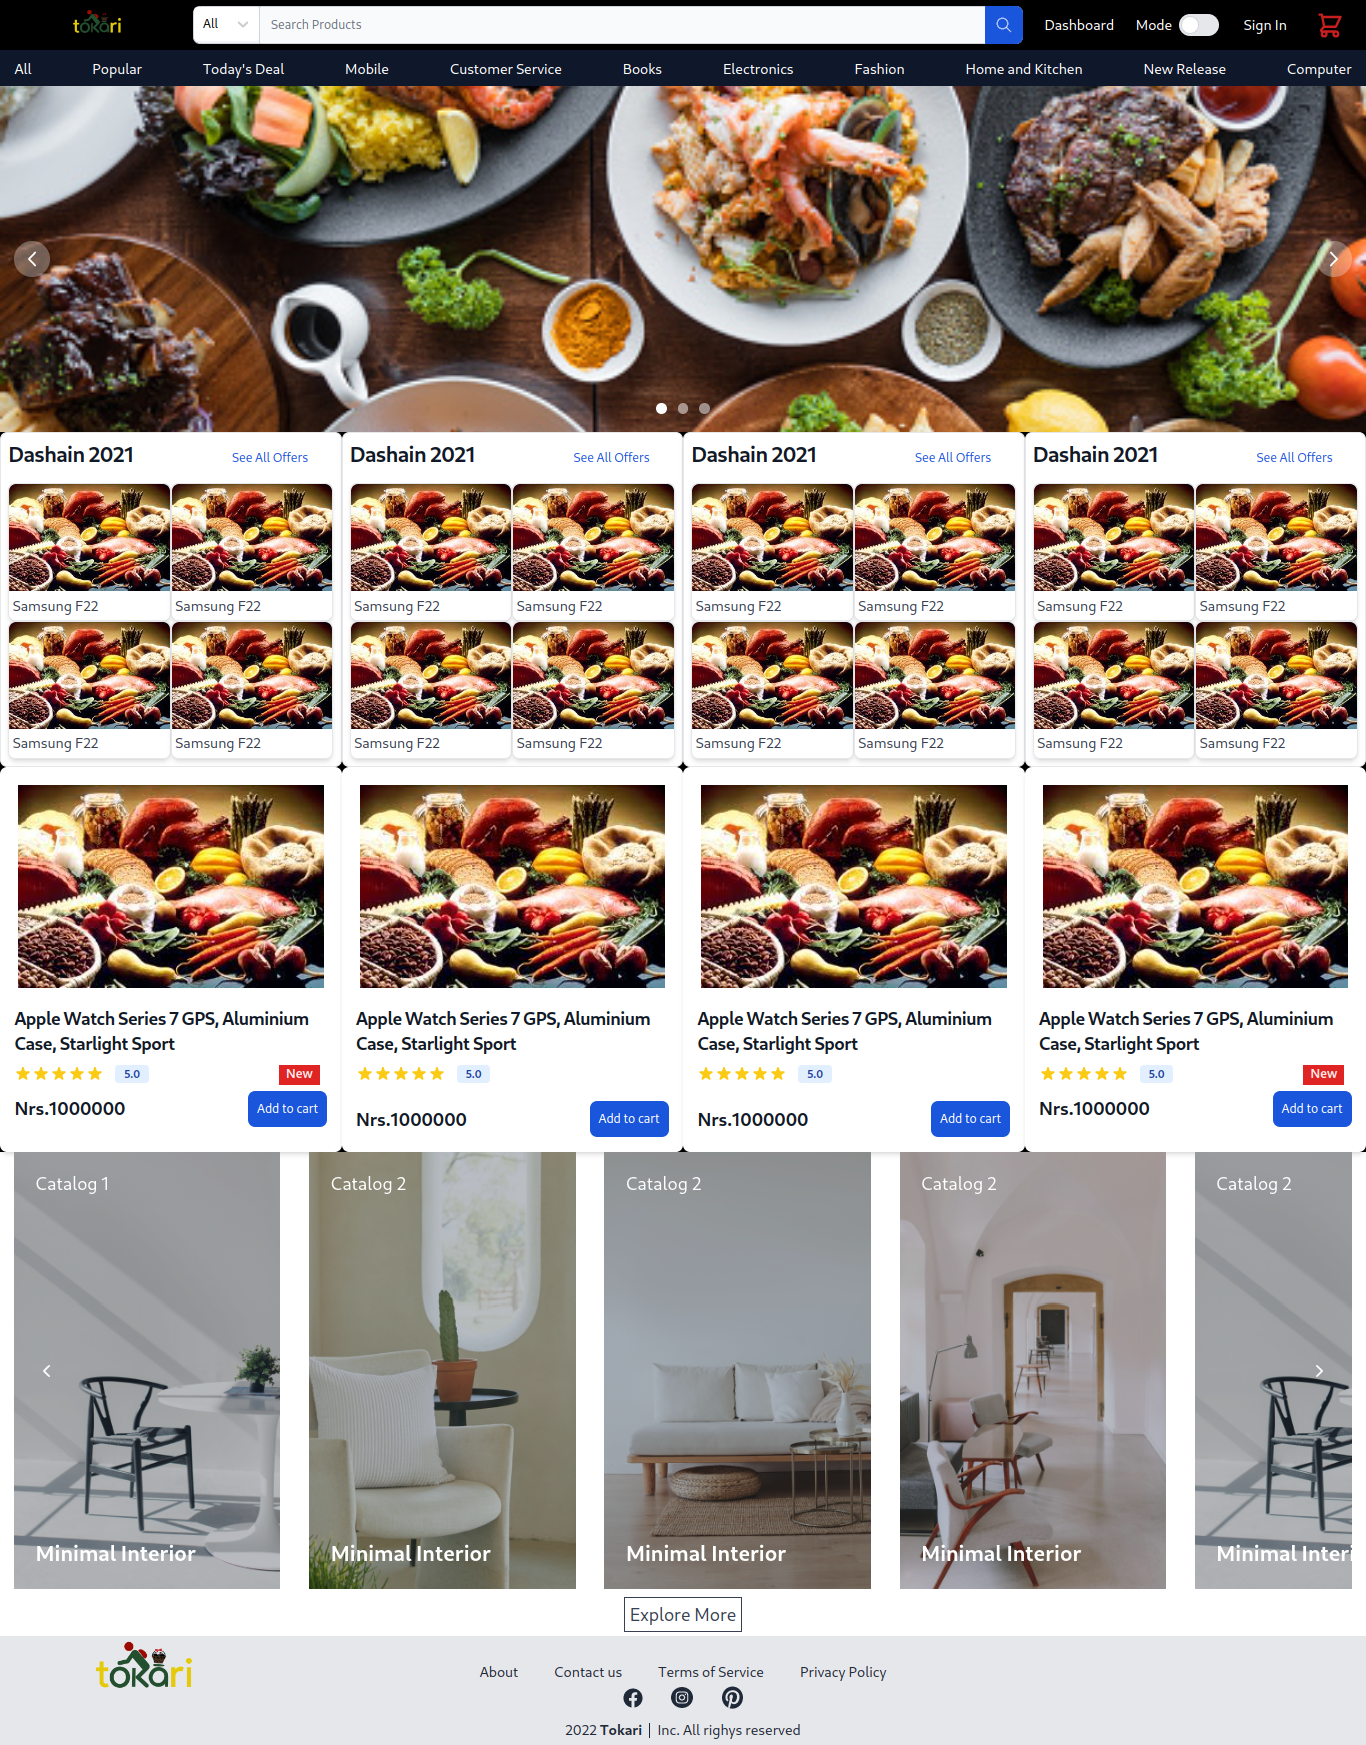 tokari All Search Products Dashboard Mode Sign In
All Popular Today's Deal Mobile Customer Service Books Electronics Fashion Home and Kitchen New Release Computer
Dashain 2021 See All Offers Dashain 2021 See All Offers Dashain 2021 See All Offers Dashain 2021 See All Offers
Samsung F22 Samsung F22 Samsung F22 Samsung F22 Samsung F22 Samsung F22 Samsung F22 Samsung F22
Samsung F22 Samsung F22 Samsung F22 Samsung F22 Samsung F22 Samsung F22 Samsung F22 Samsung F22
Apple Watch Series 7 GPS, Aluminium
Case, Starlight Sport
5.0 New
Nrs.1000000 Add to cart
Apple Watch Series 7 GPS, Aluminium
Case, Starlight Sport
5.0
Nrs.1000000 Add to cart
Apple Watch Series 7 GPS, Aluminium
Case, Starlight Sport
5.0
Nrs.1000000 Add to cart
Apple Watch Series 7 GPS, Aluminium
Case, Starlight Sport
5.0 New
Nrs.1000000 Add to cart
Catalog 1 Catalog 2 Catalog 2 Catalog 2 Catalog 2
Minimal Interior Minimal Interior Minimal Interior Minimal Interior Minimal Interi
Explore More
tokari
About Contact us Terms of Service Privacy Policy
2022 Tokari | Inc. All righys reserved